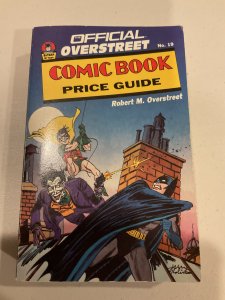 OFFICIAL
OVERSTREET No. 19
COMIC BOOK
PRICE GUIDE
Robert M. Overstreet